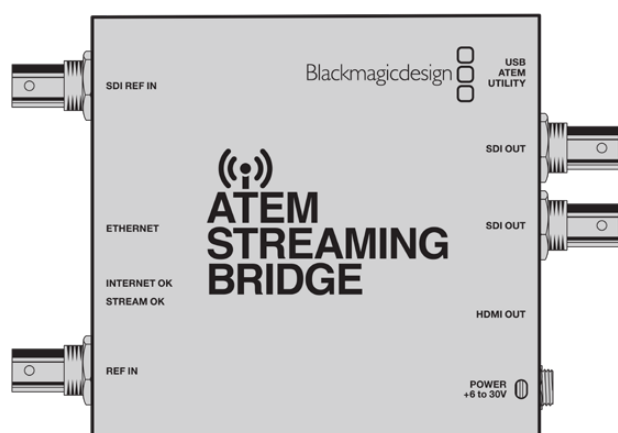 SDI REF IN
Blackmagicdesign
USB
ATEM
UTILITY
SDI OUT
ATEM
STREAMING
BRIDGE
SDI OUT
ETHERNET
INTERNET OK
STREAM OK
HDMI OUT
REF IN
POWER
+6 to 30V